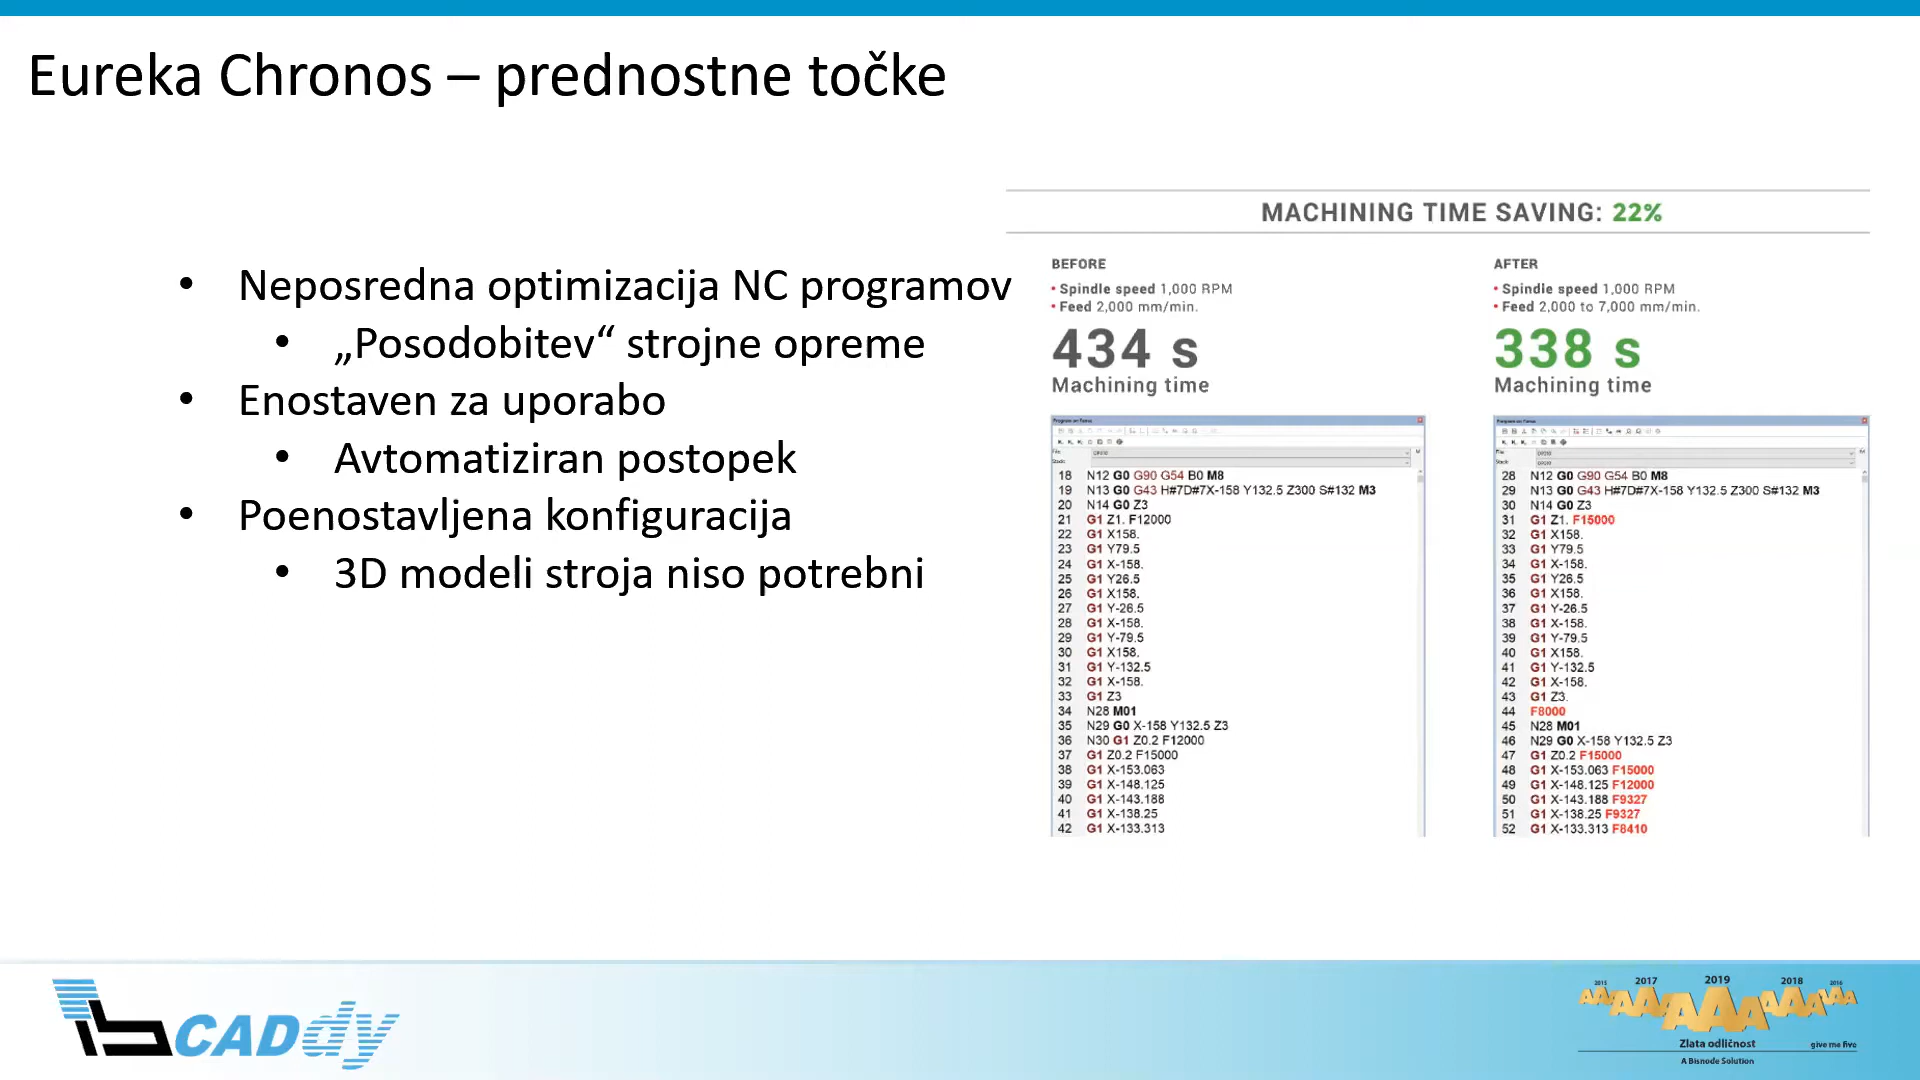 Eureka Chronos – prednostne točke
• Neposredna optimizacija NC programov
• „Posodobitev“ strojne opreme
• Enostaven za uporabo
• Avtomatiziran postopek
• Poenostavljena konfiguracija
• 3D modeli stroja niso potrebni
MACHINING TIME SAVING: 22%
BEFORE
• Spindle speed 1,000 RPM
• Feed 2,000 mm/min.
434 s
Machining time
18 N12 G0 G90 G54 B0 M8
19 N13 G0 G43 H#7D#7X-158 Y132.5 Z300 S#132 M3
20 N14 G0 Z3
21 G1 Z1. F12000
22 G1 X158.
23 G1 Y79.5
24 G1 X-158.
25 G1 Y26.5
26 G1 X158.
27 G1 Y-26.5
28 G1 X-158.
29 G1 Y-79.5
30 G1 X158.
31 G1 Y-132.5
32 G1 X-158.
33 G1 Z3
34 N28 M01
35 N29 G0 X-158 Y132.5 Z3
36 N30 G1 Z0.2 F12000
37 G1 Z0.2 F15000
38 G1 X-153.063
39 G1 X-148.125
40 G1 X-143.188
41 G1 X-138.25
42 G1 X-133.313
AFTER
• Spindle speed 1,000 RPM
• Feed 2,000 to 7,000 mm/min.
338 s
Machining time
28 N12 G0 G90 G54 B0 M8
29 N13 G0 G43 H#7D#7X-158 Y132.5 Z300 S#132 M3
30 N14 G0 Z3
31 G1 Z1. F15000
32 G1 X158.
33 G1 Y79.5
34 G1 X-158.
35 G1 Y26.5
36 G1 X158.
37 G1 Y-26.5
38 G1 X-158.
39 G1 Y-79.5
40 G1 X158.
41 G1 Y-132.5
42 G1 X-158.
43 G1 Z3.
44 F8000
45 N28 M01
46 N29 G0 X-158 Y132.5 Z3
47 G1 Z0.2 F15000
48 G1 X-153.063 F15000
49 G1 X-148.125 F12000
50 G1 X-143.188 F9327
51 G1 X-138.25 F9327
52 G1 X-133.313 F8410
ib CADdy
2015 2017 2019 2018 2016
Zlata odličnost give me five
A Bisnode Solution